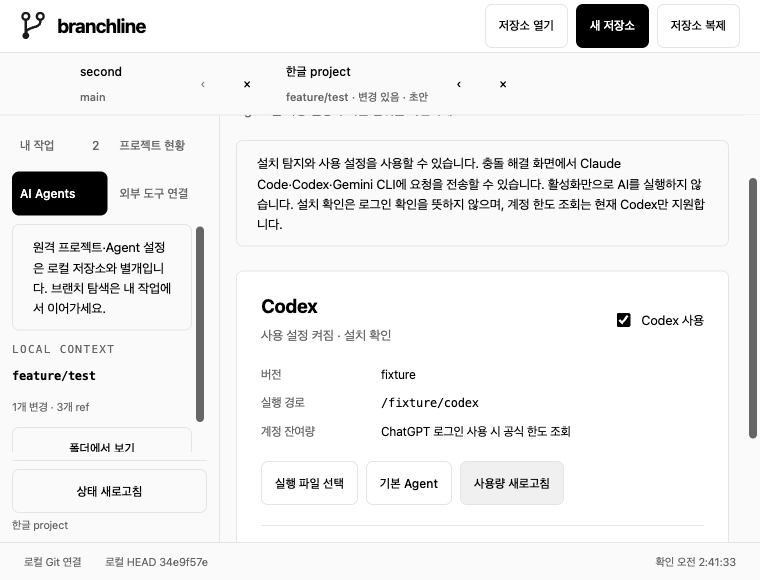 branchline
저장소 열기
새 저장소
저장소 복제
second
main
‹
×
한글 project
feature/test · 변경 있음 · 초안
‹
×
내 작업 2 프로젝트 현황
AI Agents 외부 도구 연결
원격 프로젝트·Agent 설정
은 로컬 저장소와 별개입니
다. 브랜치 탐색은 내 작업에
서 이어가세요.
LOCAL CONTEXT
feature/test
1개 변경 · 3개 ref
폴더에서 보기
상태 새로고침
한글 project
설치 탐지와 사용 설정을 사용할 수 있습니다. 충돌 해결 화면에서 Claude
Code·Codex·Gemini CLI에 요청을 전송할 수 있습니다. 활성화만으로 AI를 실행하지 않
습니다. 설치 확인은 로그인 확인을 뜻하지 않으며, 계정 한도 조회는 현재 Codex만 지원합
니다.
Codex
사용 설정 켜짐 · 설치 확인
Codex 사용
버전 fixture
실행 경로 /fixture/codex
계정 잔여량 ChatGPT 로그인 사용 시 공식 한도 조회
실행 파일 선택
기본 Agent
사용량 새로고침
로컬 Git 연결
로컬 HEAD 34e9f57e
확인 오전 2:41:33